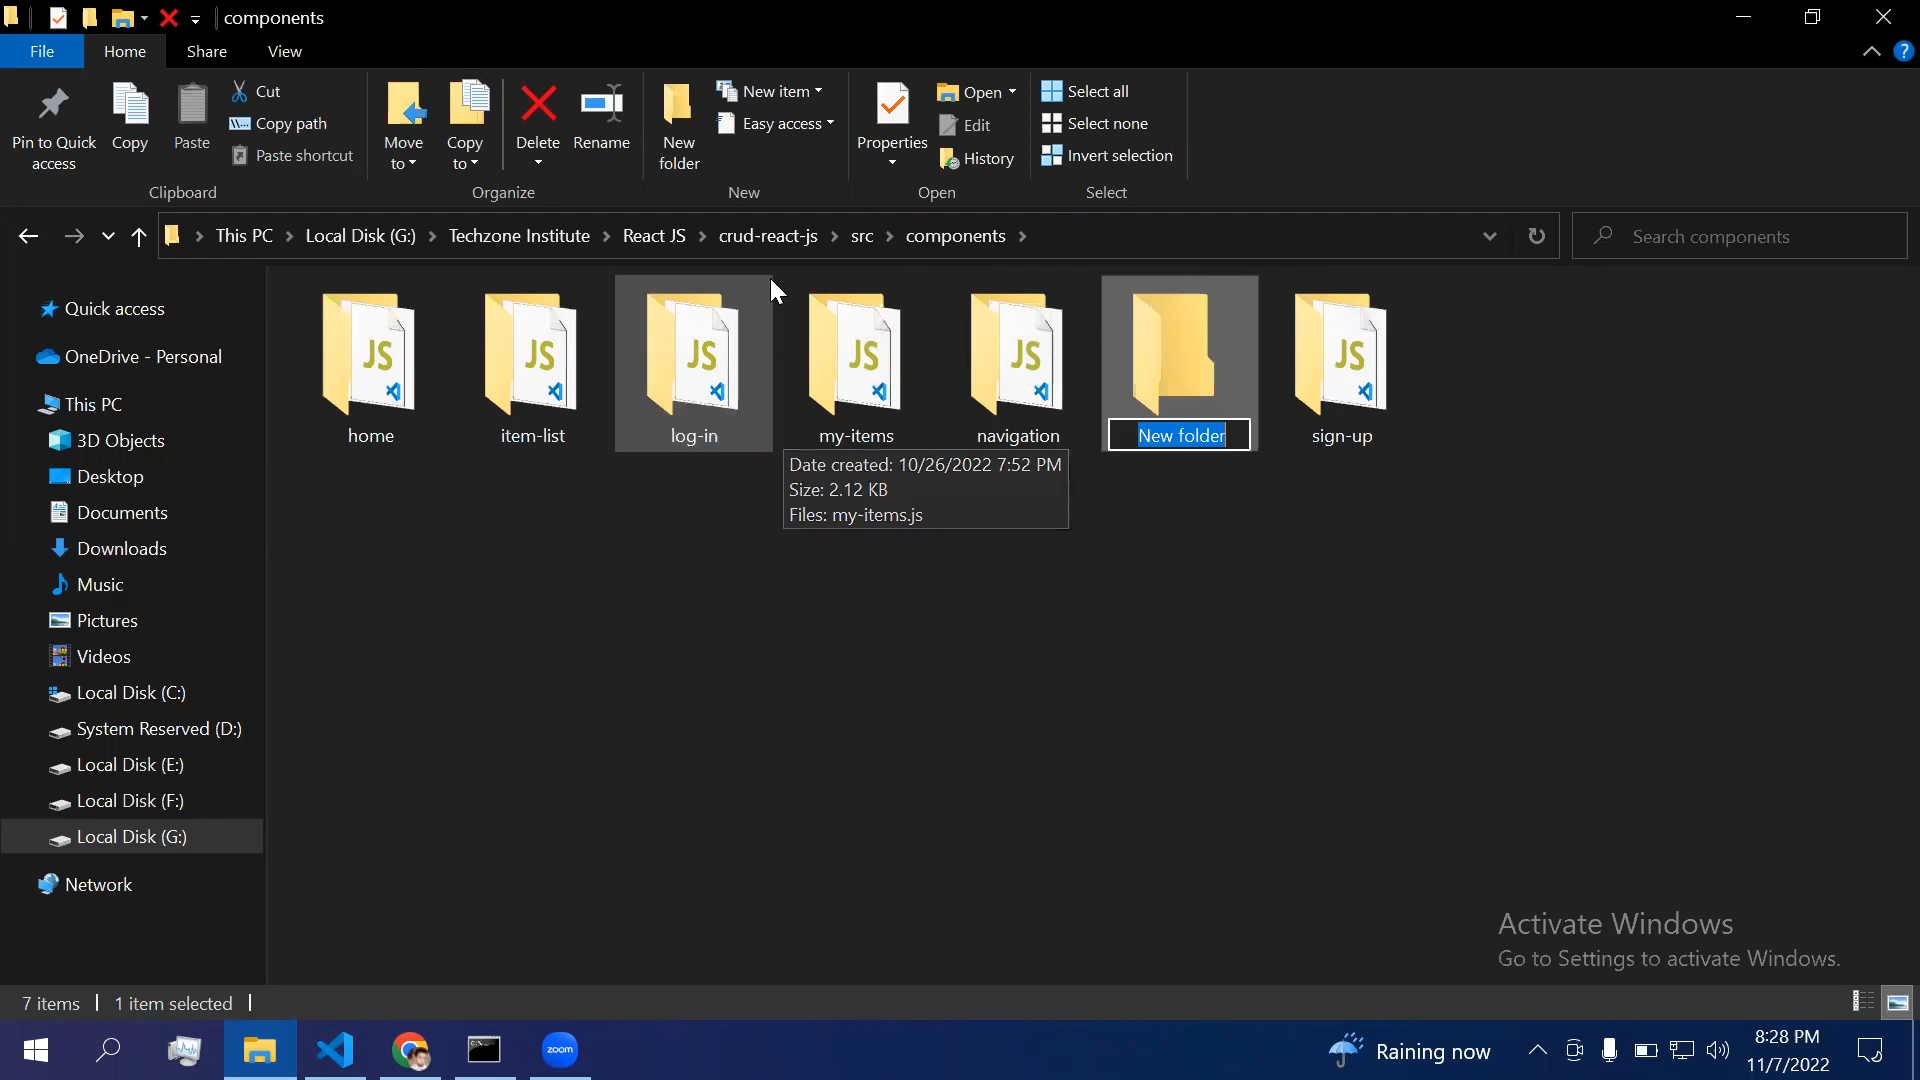 components
File
Home
Share
View
Pin to Quick
access
Copy
Paste
Cut
Copy path
Paste shortcut
Clipboard
Move
to
Copy
to
Delete
Rename
Organize
New
folder
New item
Easy access
New
Properties
Open
Edit
History
Open
Select all
Select none
Invert selection
Select
This PC
Local Disk (G:)
Techzone Institute
React JS
crud-react-js
src
components
Search components
Quick access
OneDrive - Personal
This PC
3D Objects
Desktop
Documents
Downloads
Music
Pictures
Videos
Local Disk (C:)
System Reserved (D:)
Local Disk (E:)
Local Disk (F:)
Local Disk (G:)
Network
JS
JS
JS
JS
JS
JS
home
item-list
log-in
my-items
navigation
New folder
sign-up
Date created: 10/26/2022 7:52 PM
Size: 2.12 KB
Files: my-items.js
Activate Windows
Go to Settings to activate Windows.
7 items
1 item selected
zoom
Raining now
8:28 PM
11/7/2022